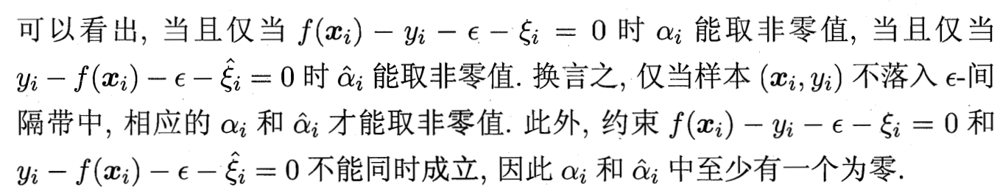 可以看出, 当且仅当 $f(\boldsymbol{x}_i) - y_i - \epsilon - \xi_i = 0$ 时 $\alpha_i$ 能取非零值, 当且仅当
$y_i - f(\boldsymbol{x}_i) - \epsilon - \hat{\xi}_i = 0$ 时 $\hat{\alpha}_i$ 能取非零值. 换言之, 仅当样本 $(\boldsymbol{x}_i, y_i)$ 不落入 $\epsilon$-间
隔带中, 相应的 $\alpha_i$ 和 $\hat{\alpha}_i$ 才能取非零值. 此外, 约束 $f(\boldsymbol{x}_i) - y_i - \epsilon - \xi_i = 0$ 和
$y_i - f(\boldsymbol{x}_i) - \epsilon - \hat{\xi}_i = 0$ 不能同时成立, 因此 $\alpha_i$ 和 $\hat{\alpha}_i$ 中至少有一个为零.